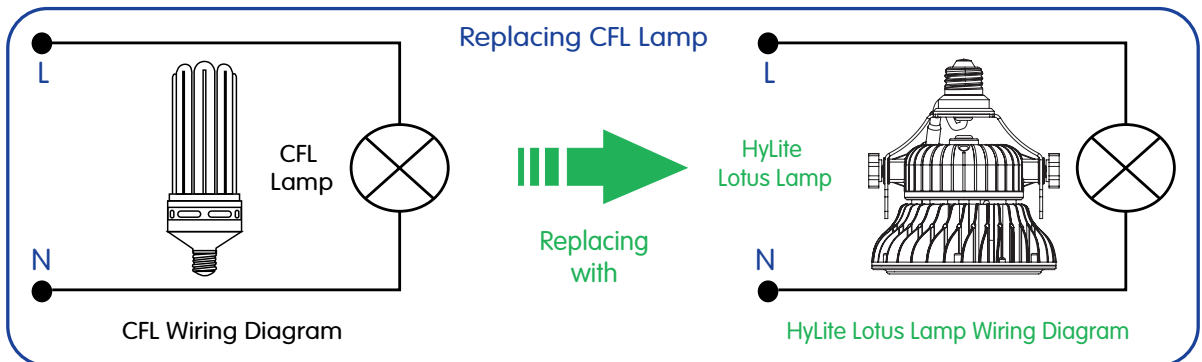 Replacing CFL Lamp
L
CFL
Lamp
N
CFL Wiring Diagram
Replacing
with
L
HyLite
Lotus Lamp
N
HyLite Lotus Lamp Wiring Diagram